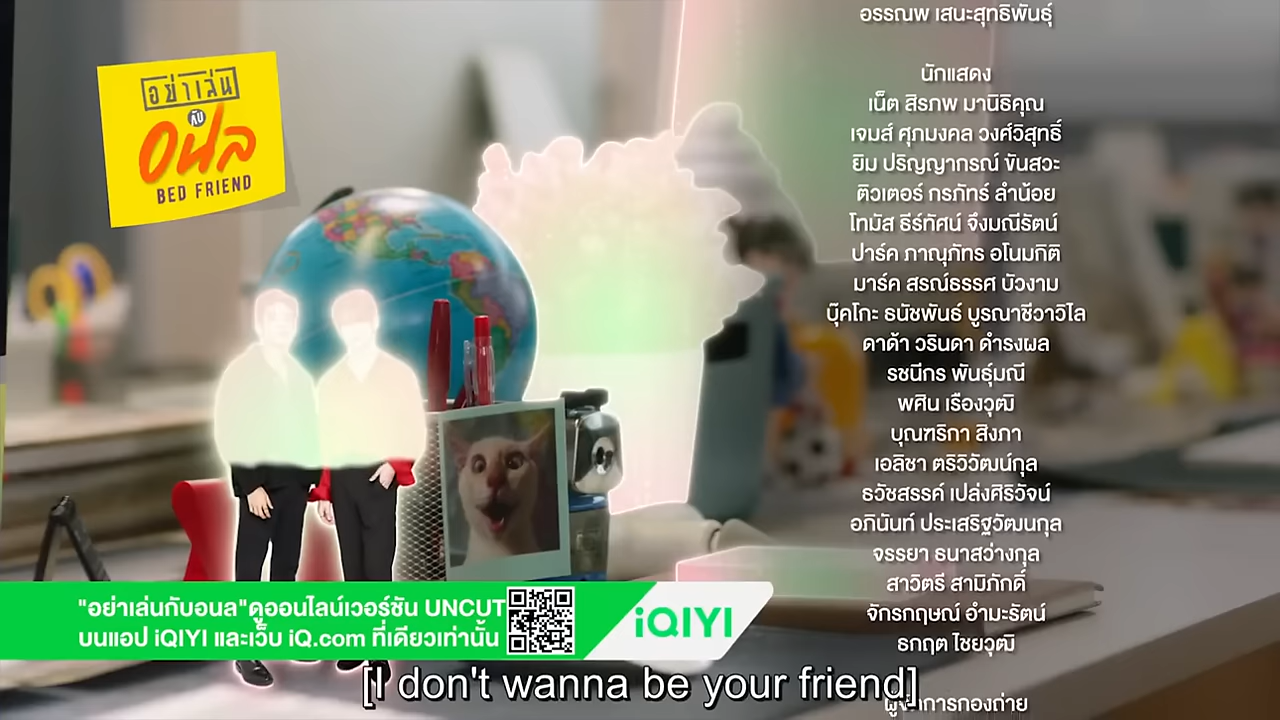 อย่าเล่น
กับ
อนล
BED FRIEND
อรรณพ เสนะสุทธิพันธุ์
นักแสดง
เน็ต สิรภพ มานิธิคุณ
เจมส์ ศุภมงคล วงศ์วิสุทธิ์
ยิม ปริญญากรณ์ ขันสวะ
ติวเตอร์ กรภัทร์ ลำน้อย
โทมัส ธีร์ทัศน์ จึงมณีรัตน์
ปาร์ค ภาณุภัทร อโนมกิติ
มาร์ค สรณ์ธรรศ บัวงาม
บุ๊คโกะ ธนัชพันธ์ บูรณาชีวาวิไล
ดาด้า วรินดา ดำรงผล
รชนีกร พันธุ์มณี
พศิน เรืองวุฒิ
บุณฑริกา สิงภา
เอลิชา ตริวิวัฒน์กุล
ธวัชสรรค์ เปล่งศิริวัจน์
อภินันท์ ประเสริฐวัฒนกุล
จรรยา ธนาสว่างกุล
สาวิตรี สามิภักดิ์
จักรกฤษณ์ อำมะรัตน์
ธกฤต ไชยวุฒิ
ผู้จัดการกองถ่าย
"อย่าเล่นกับอนล"ดูออนไลน์เวอร์ชัน UNCUT
บนแอป iQIYI และเว็บ iQ.com ที่เดียวเท่านั้น
iQIYI
[I don't wanna be your friend]